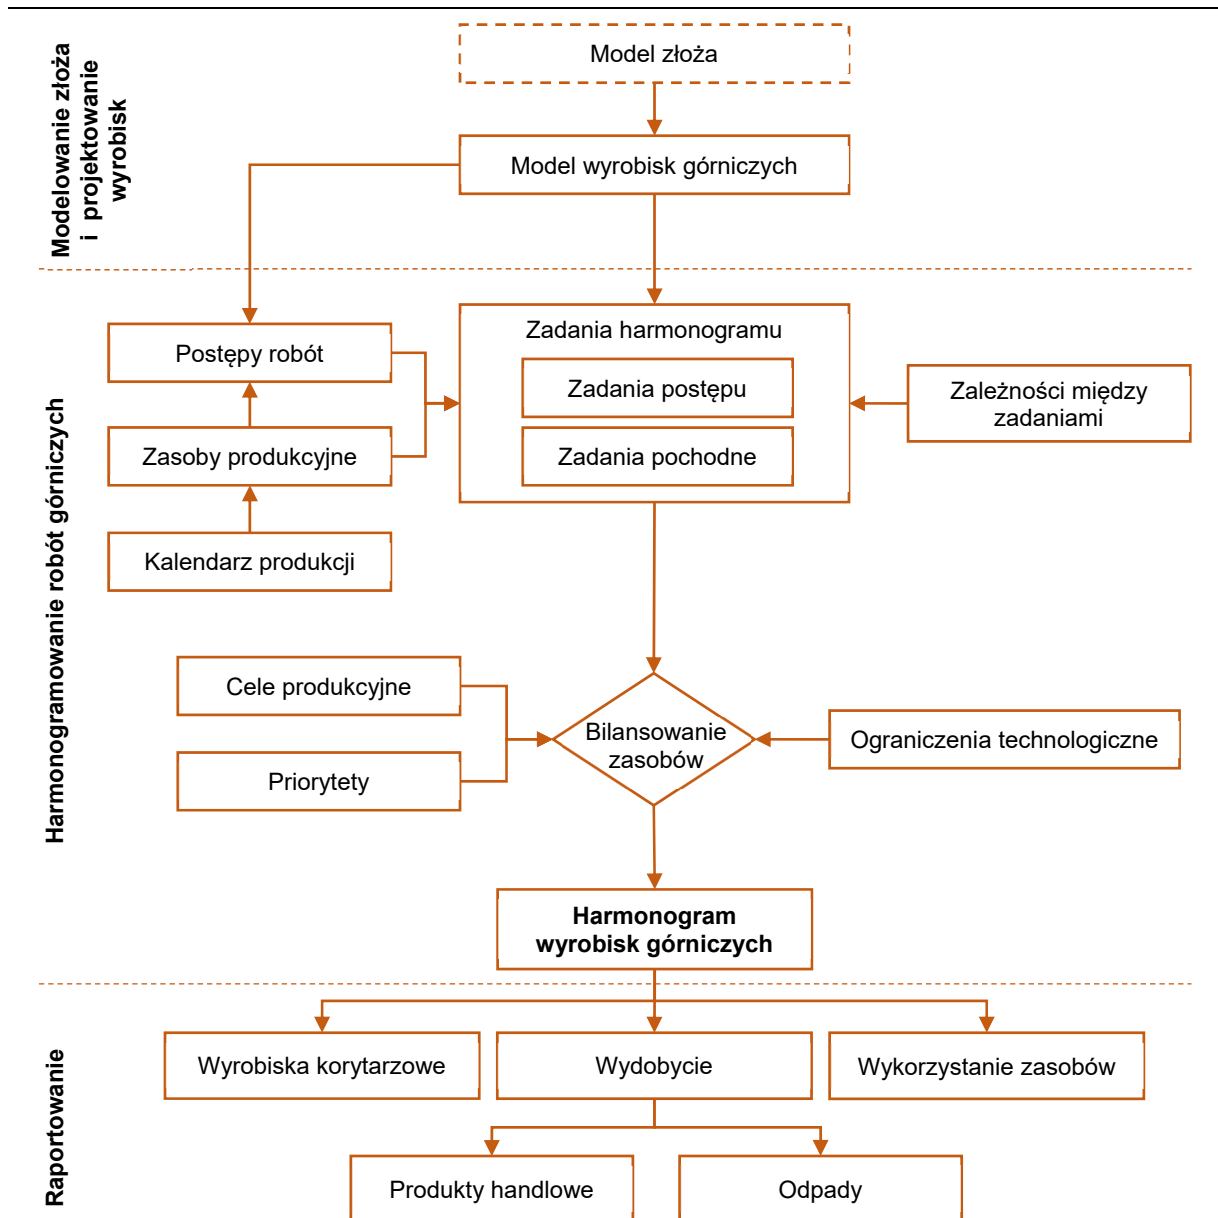 Modelowanie złoża
i projektowanie
wyrobisk
Model złoża
Model wyrobisk górniczych
Harmonogramowanie robót górniczych
Postępy robót
Zadania harmonogramu
Zadania postępu
Zadania pochodne
Zależności między
zadaniami
Zasoby produkcyjne
Kalendarz produkcji
Cele produkcyjne
Priorytety
Bilansowanie
zasobów
Ograniczenia technologiczne
Harmonogram
wyrobisk górniczych
Raportowanie
Wyrobiska korytarzowe
Wydobycie
Wykorzystanie zasobów
Produkty handlowe
Odpady